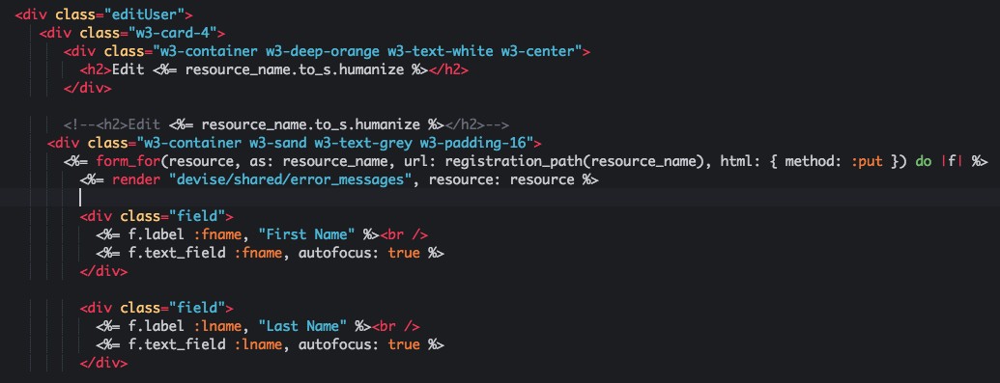 <div class="editUser">
<div class="w3-card-4">
<div class="w3-container w3-deep-orange w3-text-white w3-center">
<h2>Edit <%= resource_name.to_s.humanize %></h2>
</div>
<!--<h2>Edit <%= resource_name.to_s.humanize %></h2>-->
<div class="w3-container w3-sand w3-text-grey w3-padding-16">
<%= form_for(resource, as: resource_name, url: registration_path(resource_name), html: { method: :put }) do |f| %>
<%= render "devise/shared/error_messages", resource: resource %>
<div class="field">
<%= f.label :fname, "First Name" %><br />
<%= f.text_field :fname, autofocus: true %>
</div>
<div class="field">
<%= f.label :lname, "Last Name" %><br />
<%= f.text_field :lname, autofocus: true %>
</div>